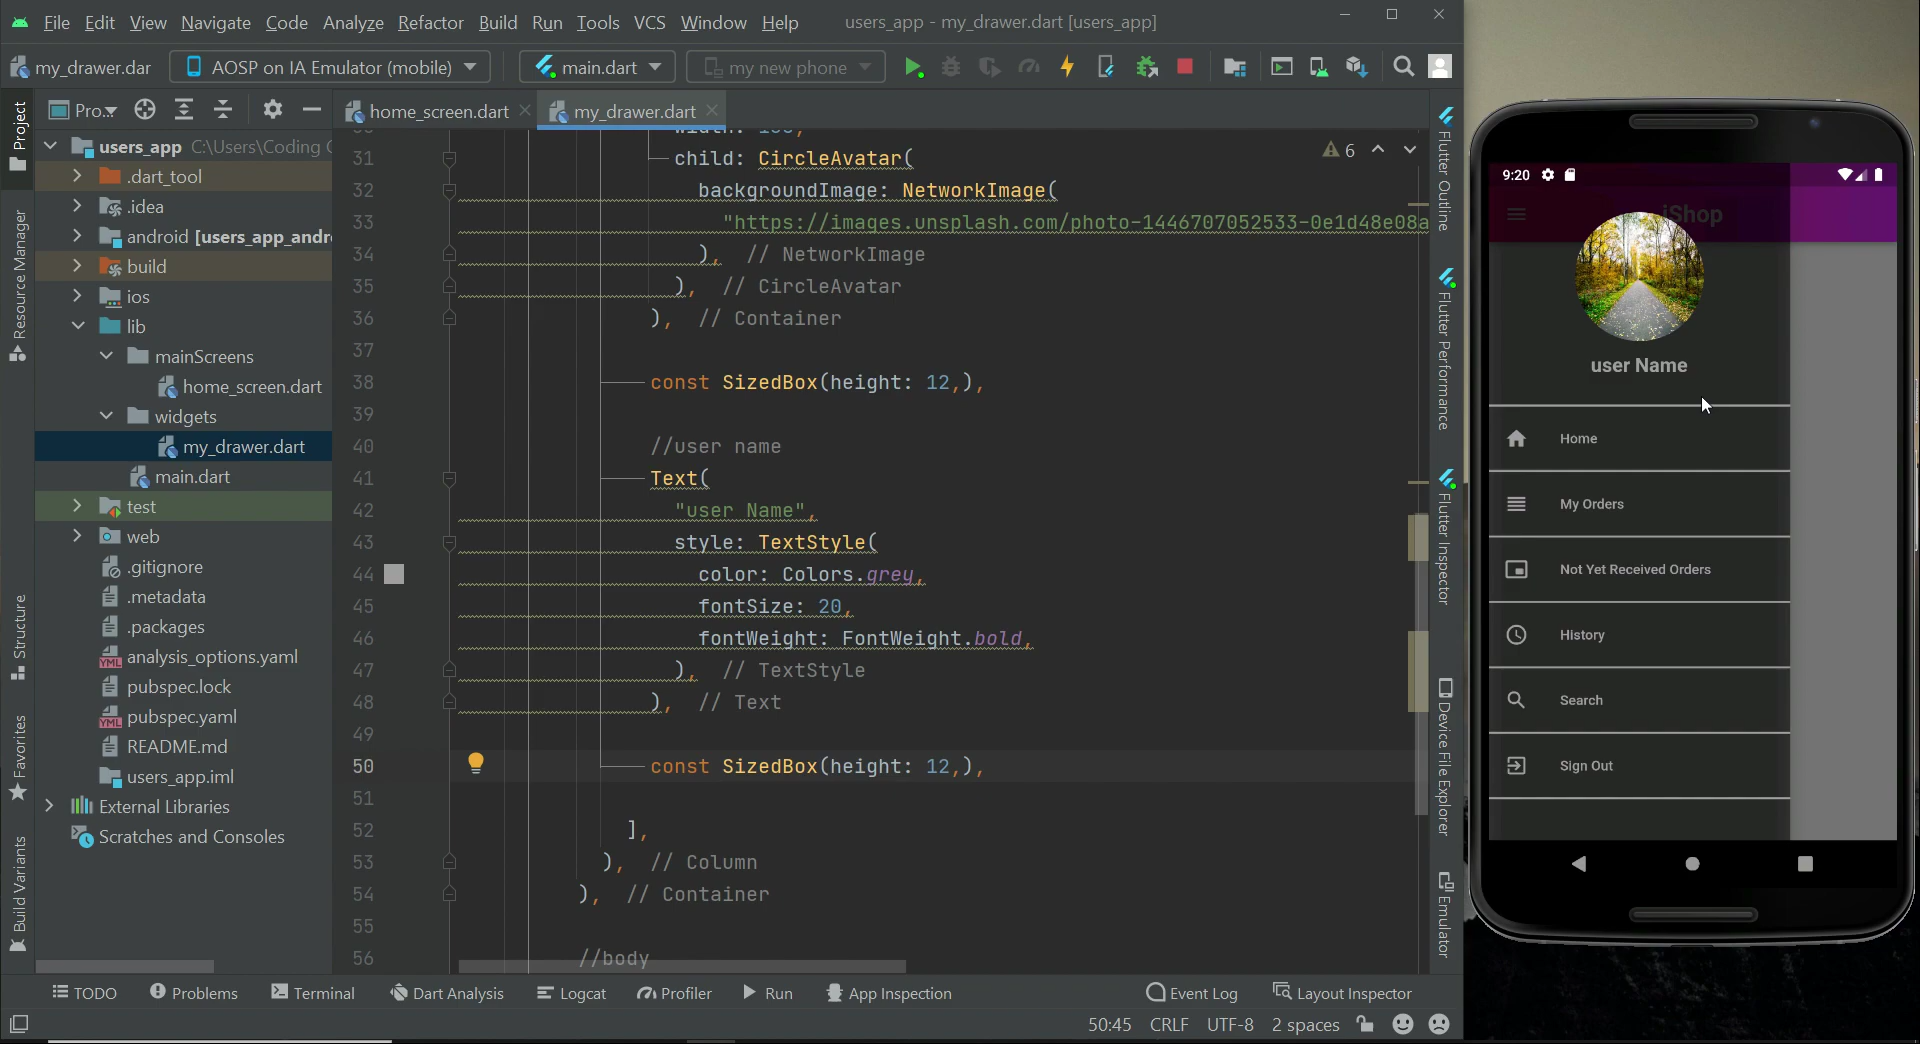 File Edit View Navigate Code Analyze Refactor Build Run Tools VCS Window Help users_app - my_drawer.dart [users_app]
my_drawer.dar AOSP on IA Emulator (mobile) main.dart my new phone
Pro... home_screen.dart my_drawer.dart
Project
Resource Manager
Structure
Favorites
Build Variants
users_app C:\Users\Coding
.dart_tool
.idea
android [users_app_andr
build
ios
lib
mainScreens
home_screen.dart
widgets
my_drawer.dart
main.dart
test
web
.gitignore
.metadata
.packages
analysis_options.yaml
pubspec.lock
pubspec.yaml
README.md
users_app.iml
External Libraries
Scratches and Consoles
6
31 child: CircleAvatar(
32 backgroundImage: NetworkImage(
33 "https://images.unsplash.com/photo-1446707052533-0e1d48e08a
34 ), // NetworkImage
35 ), // CircleAvatar
36 ), // Container
37
38 const SizedBox(height: 12,),
39
40 //user name
41 Text(
42 "user Name",
43 style: TextStyle(
44 color: Colors.grey,
45 fontSize: 20,
46 fontWeight: FontWeight.bold,
47 ), // TextStyle
48 ), // Text
49
50 const SizedBox(height: 12,),
51
52 ],
53 ), // Column
54 ), // Container
55
56 //body
Flutter Outline
Flutter Performance
Flutter Inspector
Device File Explorer
Emulator
TODO Problems Terminal Dart Analysis Logcat Profiler Run App Inspection Event Log Layout Inspector
50:45 CRLF UTF-8 2 spaces
9:20
iShop
user Name
Home
My Orders
Not Yet Received Orders
History
Search
Sign Out